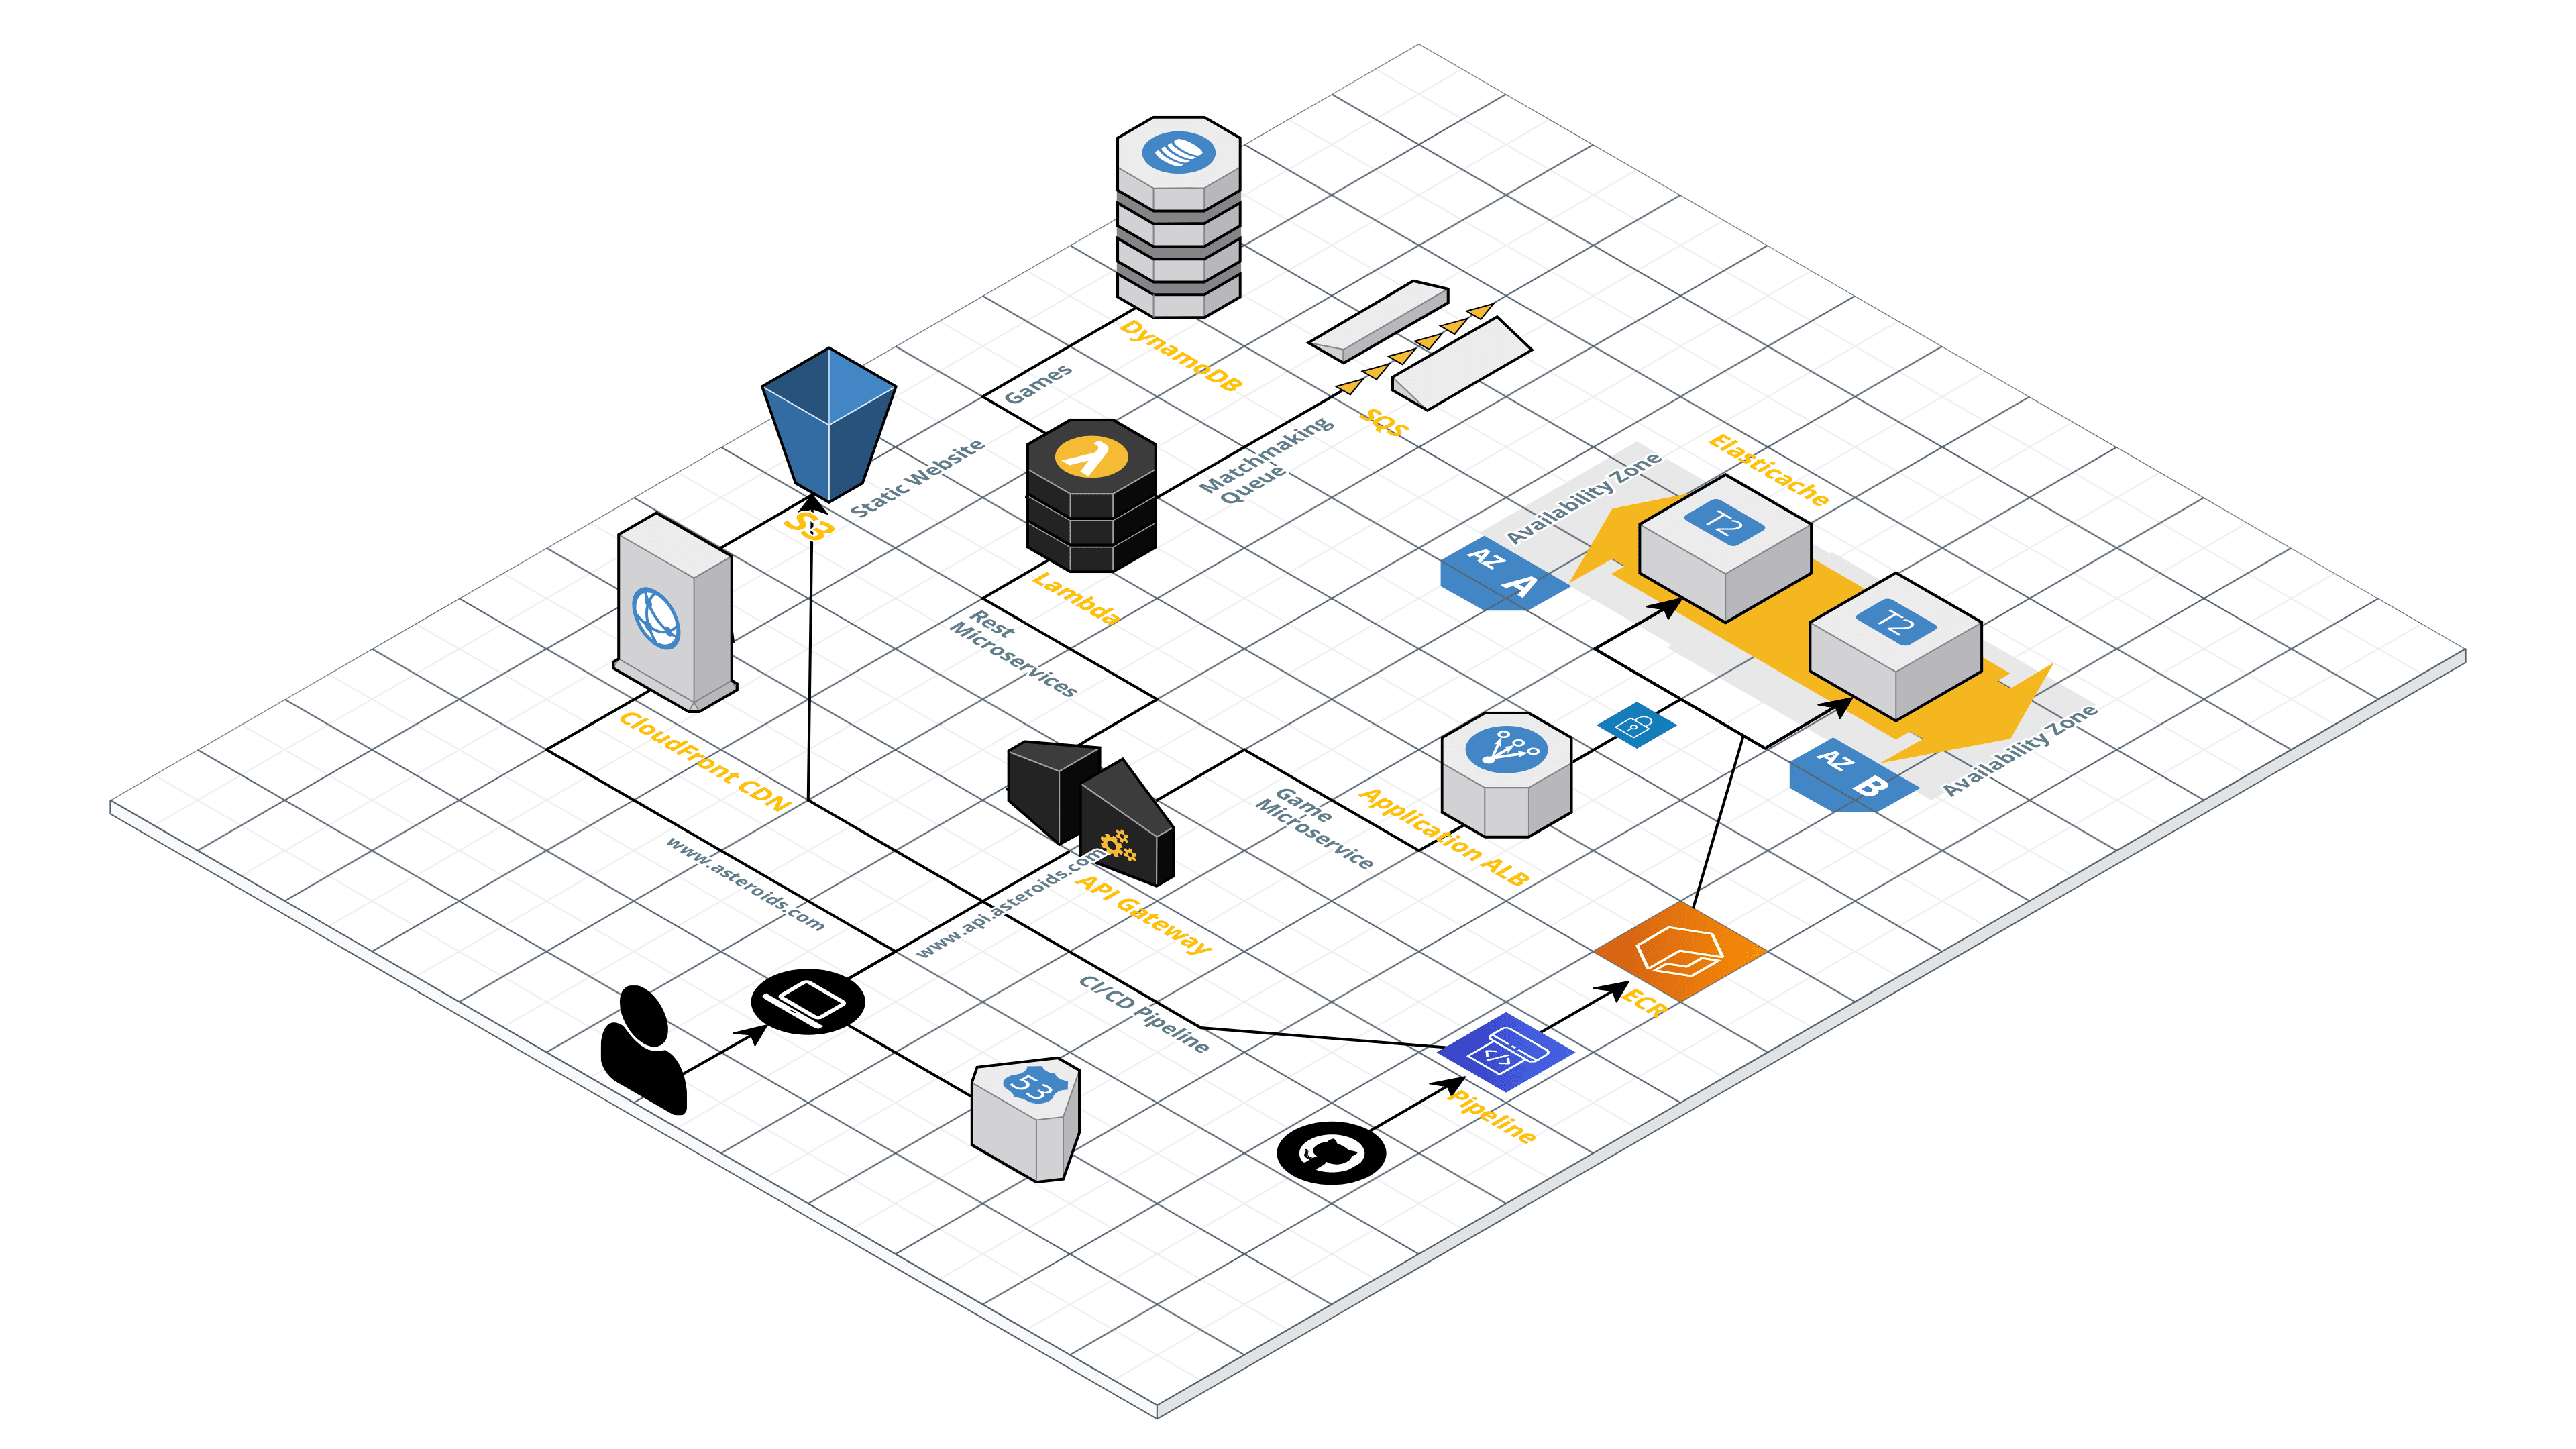 DynamoDB
Games
SQS
Matchmaking
Queue
S3
Static Website
Lambda
Rest
Microservices
Elasticache
Availability Zone
AZ A
T2
T2
AZ B
Availability Zone
CloudFront CDN
www.asteroids.com
www.api.asteroids.com
API Gateway
Game
Microservice
Application ALB
CI/CD Pipeline
ECR
Pipeline
53